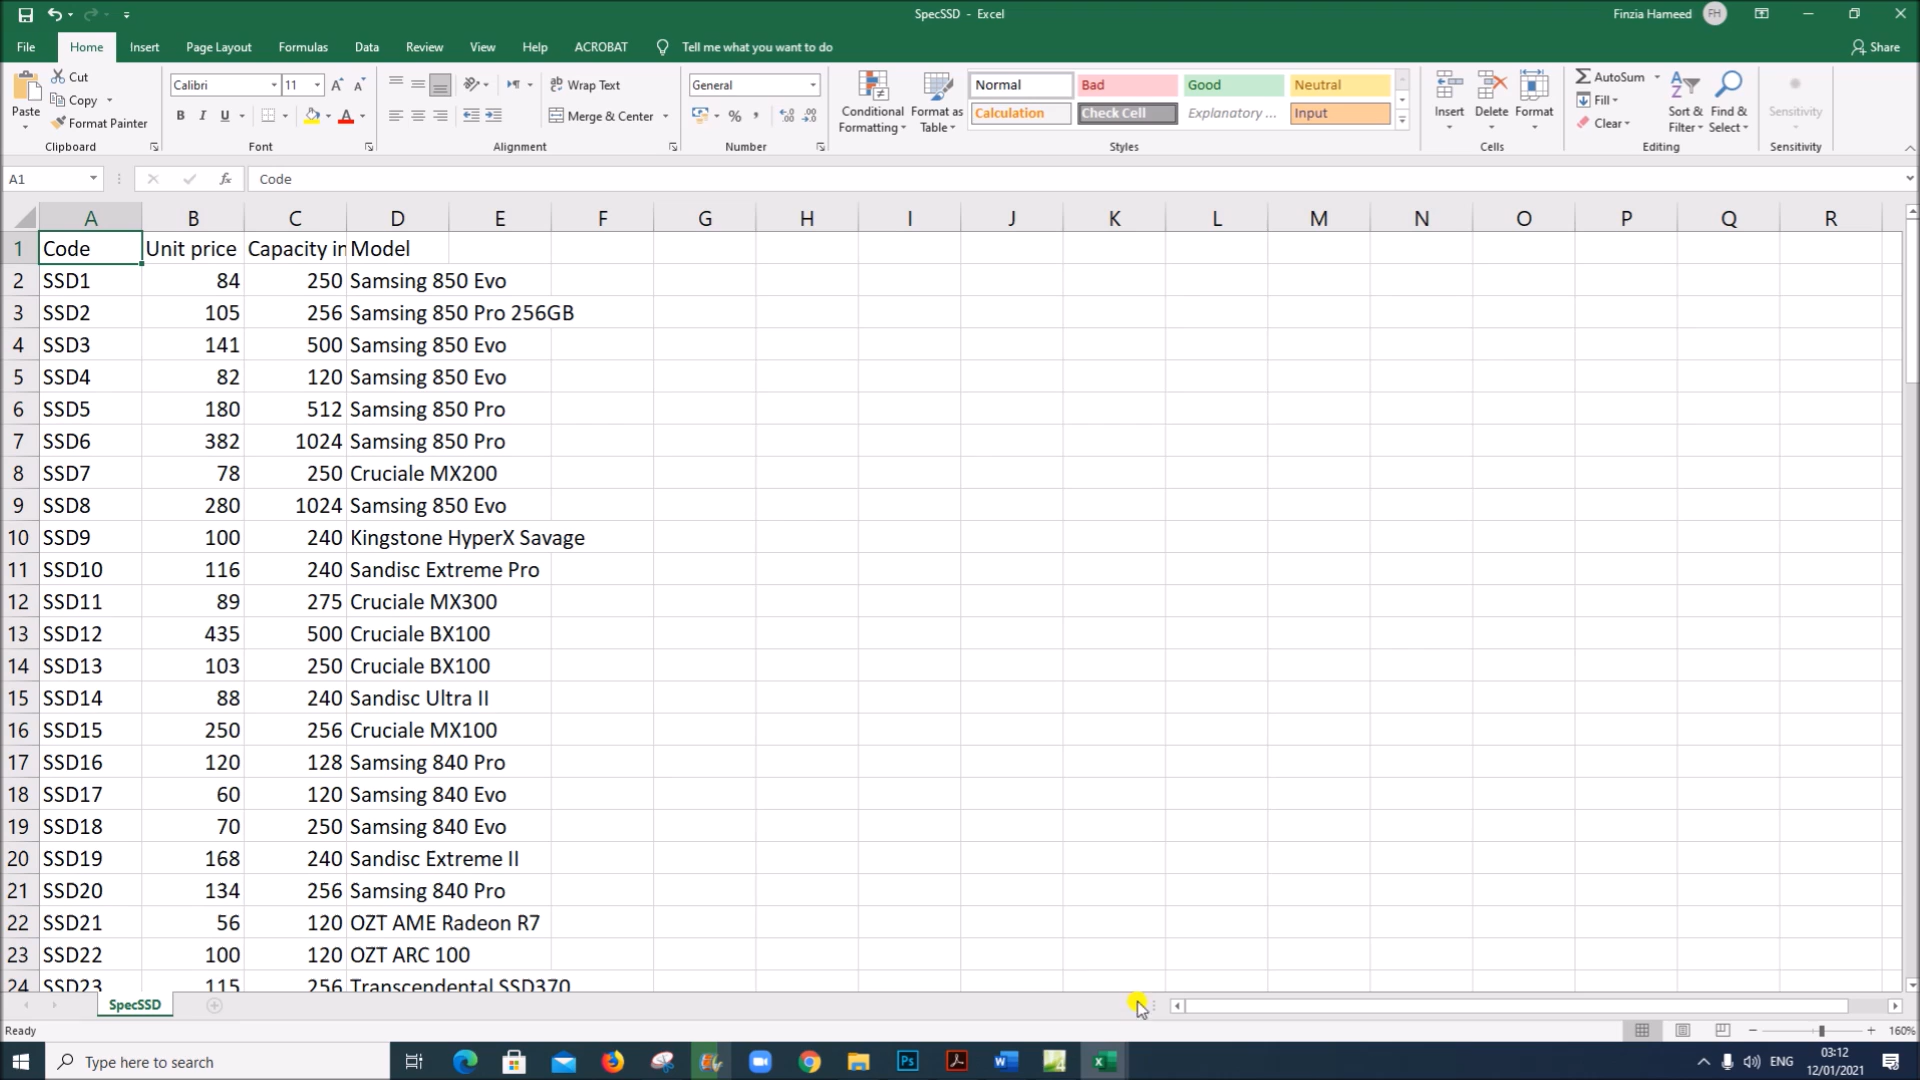 SpecSSD - Excel
Finzia Hameed FH
File Home Insert Page Layout Formulas Data Review View Help ACROBAT Tell me what you want to do Share
Paste
Cut
Copy
Format Painter
Clipboard
Calibri 11
B I U
Font
Wrap Text
Merge & Center
Alignment
General
%
Number
Conditional Formatting
Format as Table
Normal Bad Good Neutral
Calculation Check Cell Explanatory ... Input
Styles
Insert Delete Format
Cells
AutoSum
Fill
Clear
Sort & Filter
Find & Select
Editing
Sensitivity
Sensitivity
A1 fx Code
A B C D E F G H I J K L M N O P Q R
1 Code Unit price Capacity in Model
2 SSD1 84 250 Samsing 850 Evo
3 SSD2 105 256 Samsing 850 Pro 256GB
4 SSD3 141 500 Samsing 850 Evo
5 SSD4 82 120 Samsing 850 Evo
6 SSD5 180 512 Samsing 850 Pro
7 SSD6 382 1024 Samsing 850 Pro
8 SSD7 78 250 Cruciale MX200
9 SSD8 280 1024 Samsing 850 Evo
10 SSD9 100 240 Kingstone HyperX Savage
11 SSD10 116 240 Sandisc Extreme Pro
12 SSD11 89 275 Cruciale MX300
13 SSD12 435 500 Cruciale BX100
14 SSD13 103 250 Cruciale BX100
15 SSD14 88 240 Sandisc Ultra II
16 SSD15 250 256 Cruciale MX100
17 SSD16 120 128 Samsing 840 Pro
18 SSD17 60 120 Samsing 840 Evo
19 SSD18 70 250 Samsing 840 Evo
20 SSD19 168 240 Sandisc Extreme II
21 SSD20 134 256 Samsing 840 Pro
22 SSD21 56 120 OZT AME Radeon R7
23 SSD22 100 120 OZT ARC 100
24 SSD23 115 256 Transcendental SSD370
SpecSSD
Ready 160%
Type here to search
ENG 03:12
12/01/2021